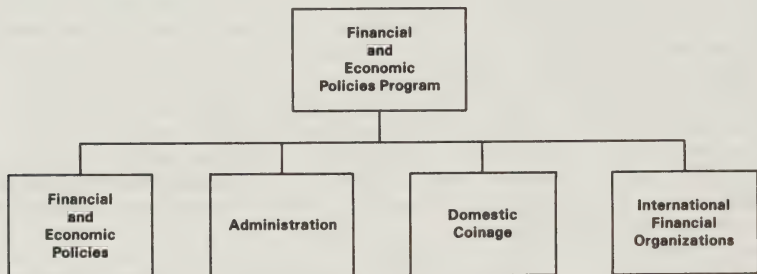 Financial
and
Economic
Policies Program
Financial
and
Economic
Policies
Administration
Domestic
Coinage
International
Financial
Organizations